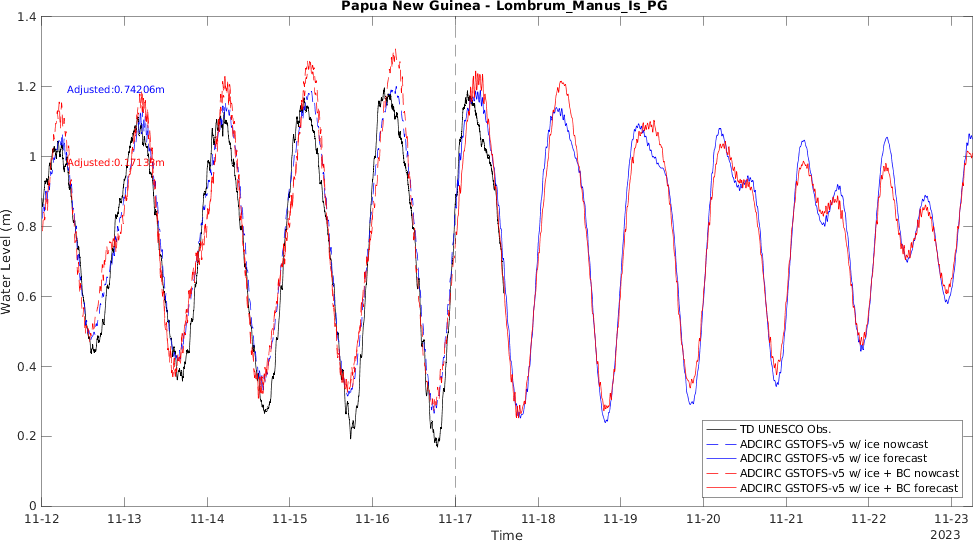 Papua New Guinea - Lombrum_Manus_Is_PG
Water Level (m)
1.4
1.2
1
0.8
0.6
0.4
0.2
0
Adjusted:0.74206m
TD UNESCO Obs.
ADCIRC GSTOFS-v5 w/ ice nowcast
ADCIRC GSTOFS-v5 w/ ice forecast
ADCIRC GSTOFS-v5 w/ ice + BC nowcast
ADCIRC GSTOFS-v5 w/ ice + BC forecast
11-12 11-13 11-14 11-15 11-16 11-17 11-18 11-19 11-20 11-21 11-22 11-23
Time
2023